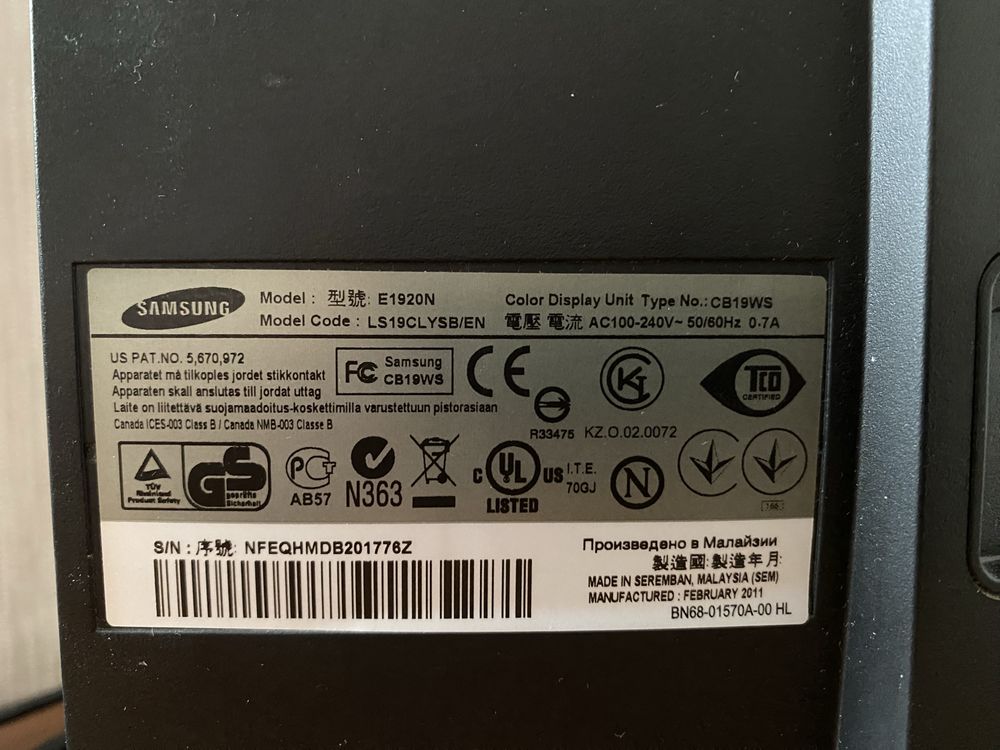 SAMSUNG
Model : 型號: E1920N
Model Code : LS19CLYSB/EN
Color Display Unit Type No.: CB19WS
電壓 電流 AC100-240V~ 50/60Hz 0.7A
US PAT.NO. 5,670,972
Apparatet må tilkoples jordet stikkontakt
Apparaten skall anslutas till jordat uttag
Laite on liitettävä suojamaadoitus-koskettimilla varustettuun pistorasiaan
Canada ICES-003 Class B / Canada NMB-003 Classe B
FC Samsung
CB19WS
CE
R33475
KZ.O.02.0072
TCO
CERTIFIED
TÜV
Rheinland
Product Safety
GS
geprüfte
Sicherheit
PCT
AB57
N363
C UL US
LISTED
I.T.E.
70GJ
N
166
S/N : 序號: NFEQHMDB201776Z
Произведено в Малайзии
製造國: 製造年月:
MADE IN SEREMBAN, MALAYSIA (SEM)
MANUFACTURED : FEBRUARY 2011
BN68-01570A-00 HL